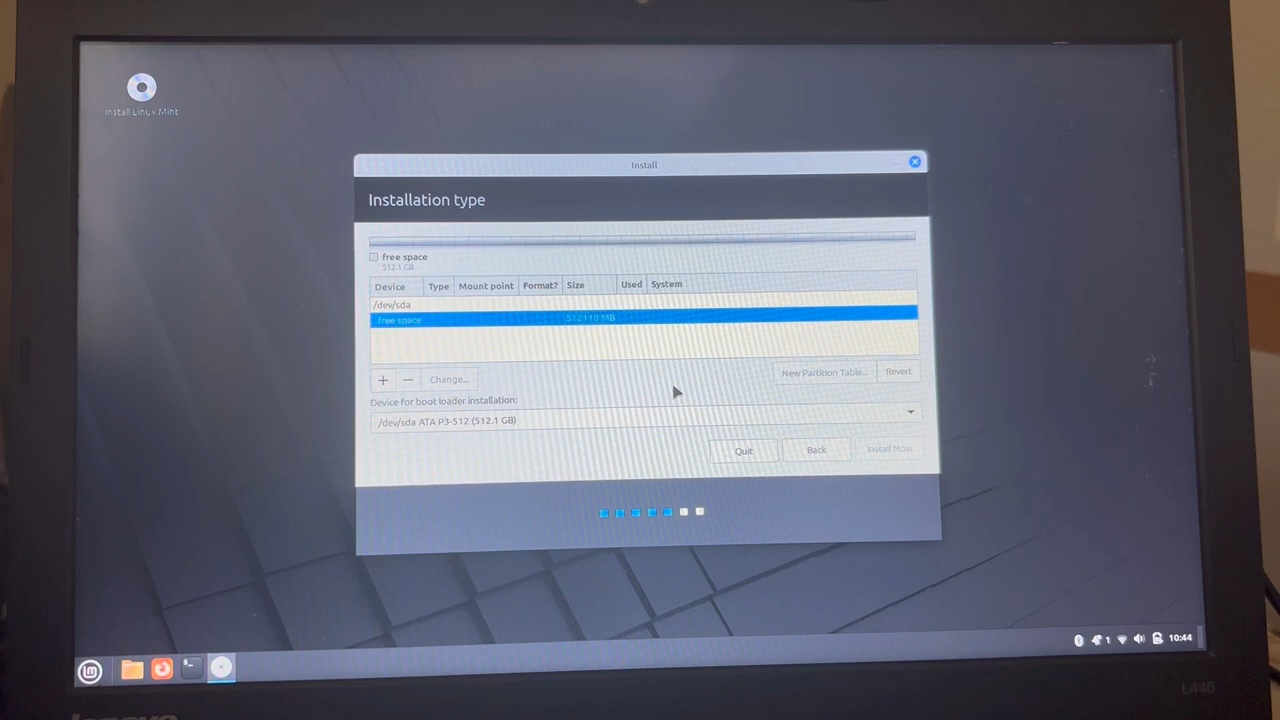 Install Linux Mint
Install
Installation type
free space
512.1 GB
Device Type Mount point Format? Size Used System
/dev/sda
free space 512110 MB
+ − Change... New Partition Table... Revert
Device for boot loader installation:
/dev/sda ATA P3-512 (512.1 GB)
Quit Back Install Now
1 10:44
L440
lenovo